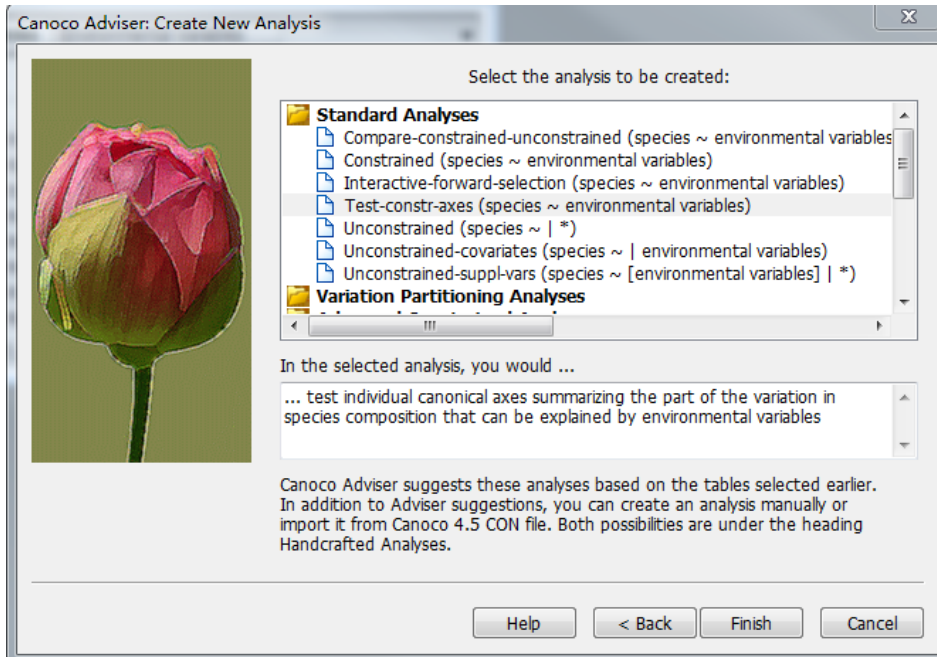 Canoco Adviser: Create New Analysis
Select the analysis to be created:
Standard Analyses
Compare-constrained-unconstrained (species ~ environmental variables
Constrained (species ~ environmental variables)
Interactive-forward-selection (species ~ environmental variables)
Test-constr-axes (species ~ environmental variables)
Unconstrained (species ~ | *)
Unconstrained-covariates (species ~ | environmental variables)
Unconstrained-suppl-vars (species ~ [environmental variables] | *)
Variation Partitioning Analyses
In the selected analysis, you would ...
... test individual canonical axes summarizing the part of the variation in
species composition that can be explained by environmental variables
Canoco Adviser suggests these analyses based on the tables selected earlier.
In addition to Adviser suggestions, you can create an analysis manually or
import it from Canoco 4.5 CON file. Both possibilities are under the heading
Handcrafted Analyses.
Help
< Back
Finish
Cancel